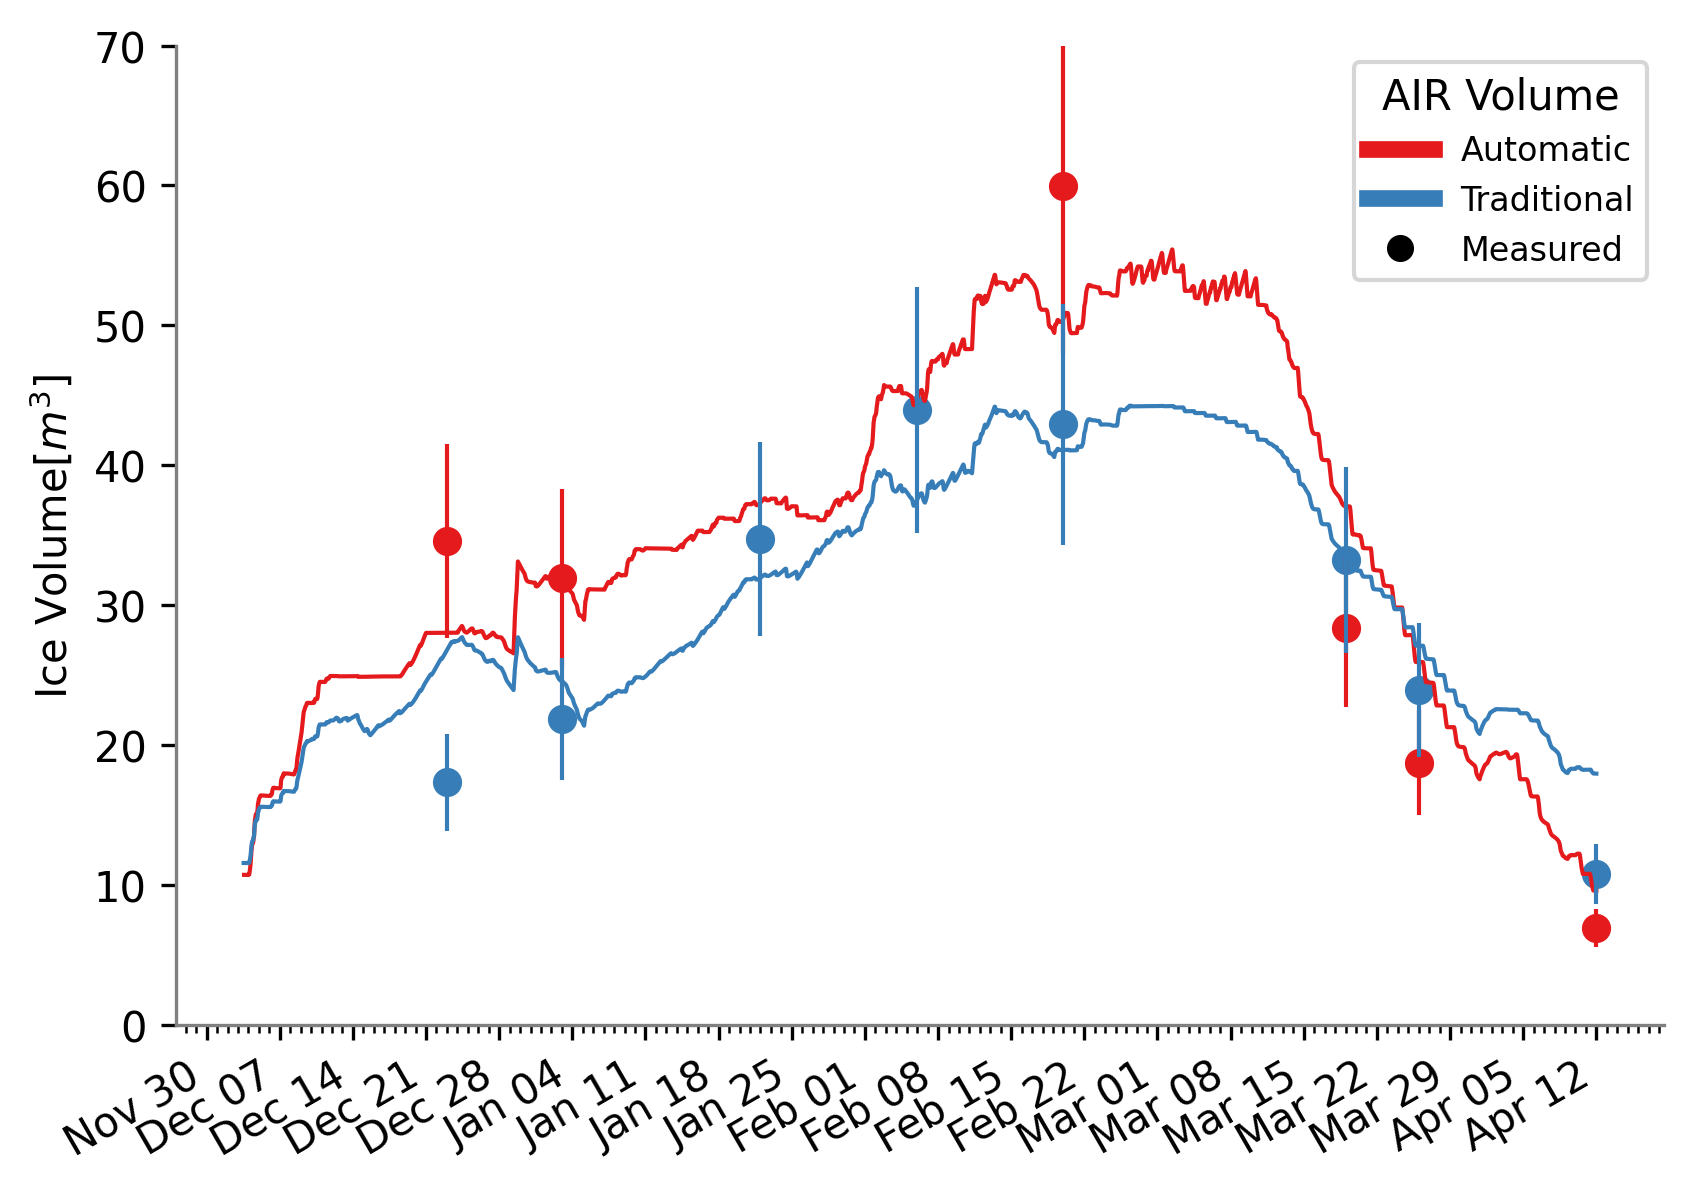 70
60
50
40
30
20
10
0
Ice Volume[m³]
AIR Volume
Automatic
Traditional
Measured
Nov 30
Dec 07
Dec 14
Dec 21
Dec 28
Jan 04
Jan 11
Jan 18
Jan 25
Feb 01
Feb 08
Feb 15
Feb 22
Mar 01
Mar 08
Mar 15
Mar 22
Mar 29
Apr 05
Apr 12